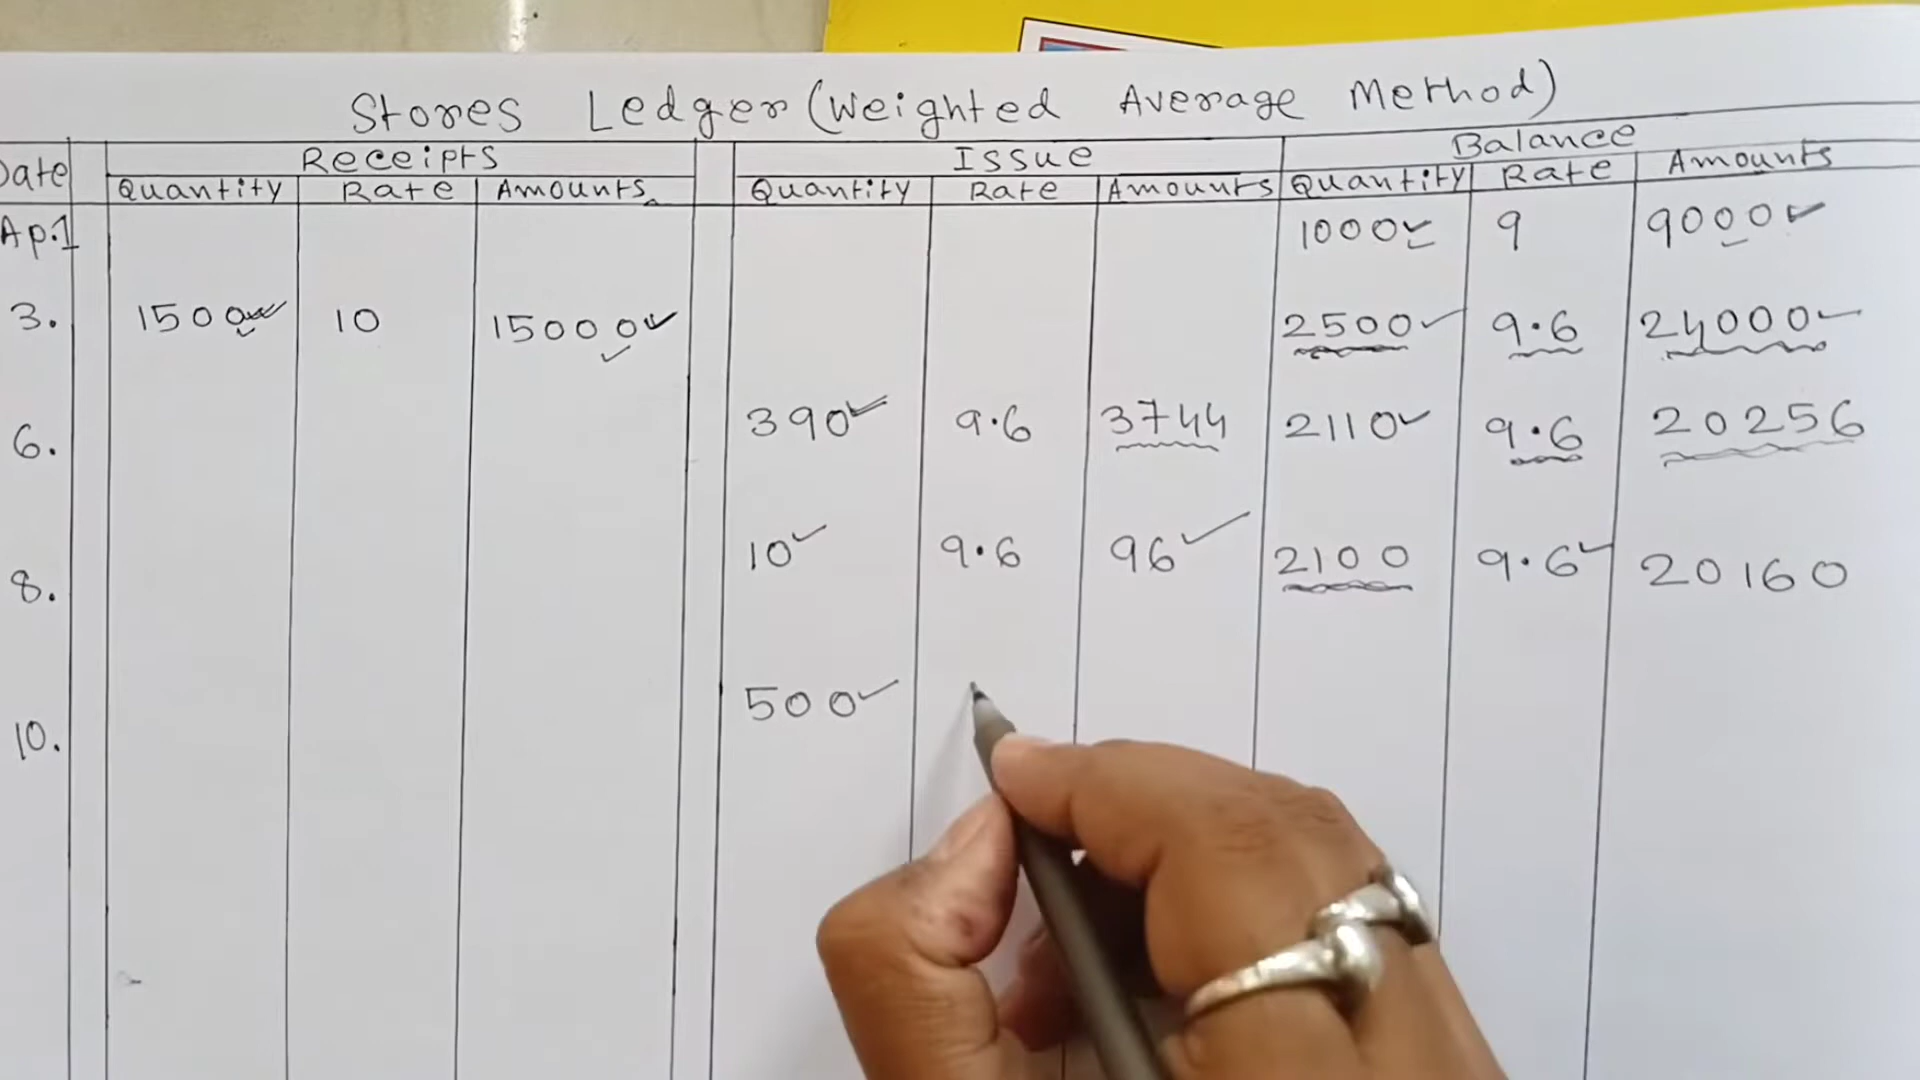 Stores Ledger (Weighted Average Method)
Date Receipts Issue Balance
Quantity Rate Amounts Quantity Rate Amounts Quantity Rate Amounts
Ap.1 1000 9 9000
3. 1500 10 15000 2500 9.6 24000
6. 390 9.6 3744 2110 9.6 20256
8. 10 9.6 96 2100 9.6 20160
10. 500